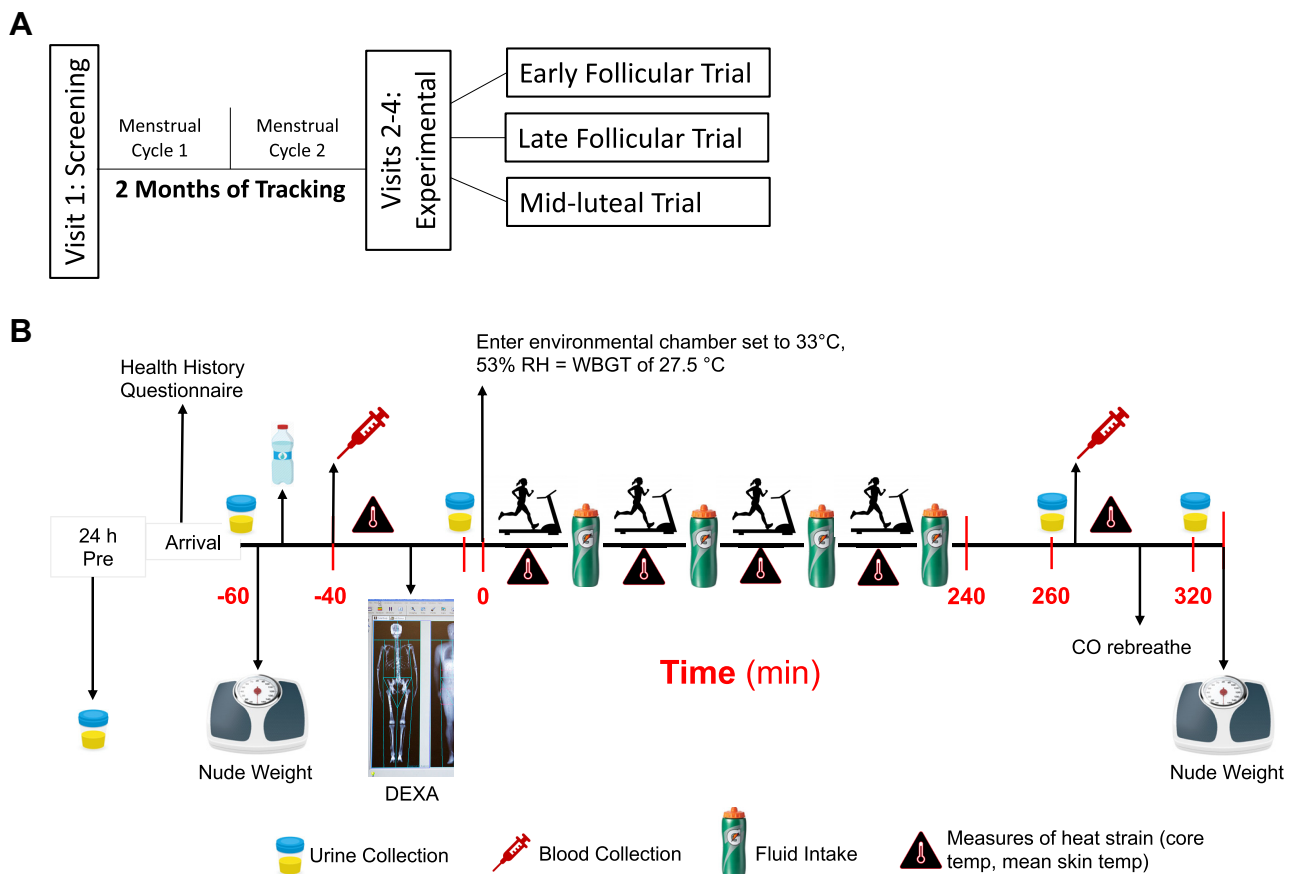 A
Visit 1: Screening
Menstrual
Cycle 1
Menstrual
Cycle 2
2 Months of Tracking
Visits 2-4:
Experimental
Early Follicular Trial
Late Follicular Trial
Mid-luteal Trial
B
Enter environmental chamber set to 33°C,
53% RH = WBGT of 27.5 °C
Health History
Questionnaire
24 h
Pre
Arrival
-60
-40
0
240
260
320
CO rebreathe
Time (min)
Nude Weight
DEXA
Nude Weight
Urine Collection
Blood Collection
Fluid Intake
Measures of heat strain (core
temp, mean skin temp)